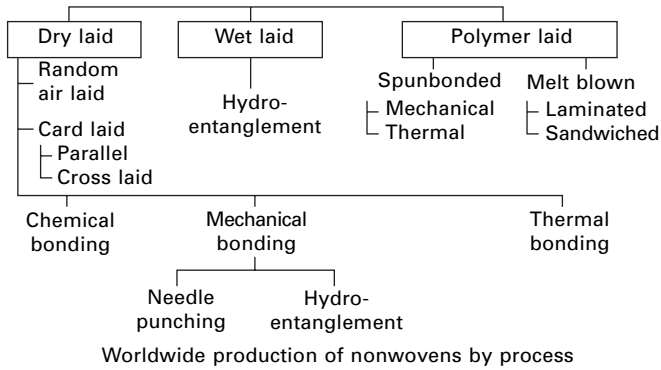 Dry laid
Wet laid
Polymer laid
Random
air laid
Card laid
Parallel
Cross laid
Hydro-
entanglement
Spunbonded
Mechanical
Thermal
Melt blown
Laminated
Sandwiched
Chemical
bonding
Mechanical
bonding
Thermal
bonding
Needle
punching
Hydro-
entanglement
Worldwide production of nonwovens by process